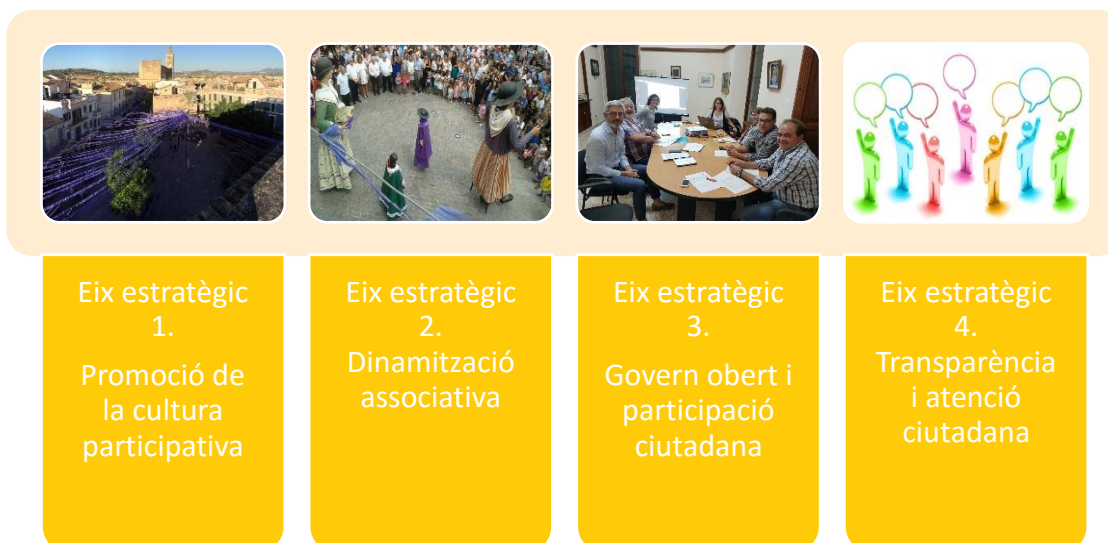 Eix estratègic
1.
Promoció de
la cultura
participativa
Eix estratègic
2.
Dinamització
associativa
Eix estratègic
3.
Govern obert i
participació
ciutadana
Eix estratègic
4.
Transparència
i atenció
ciutadana